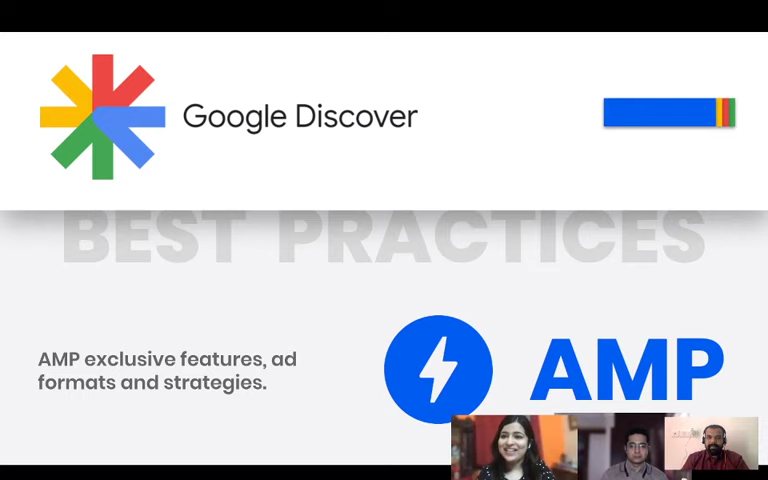 Google Discover
BEST PRACTICES
AMP exclusive features, ad
formats and strategies.
AMP